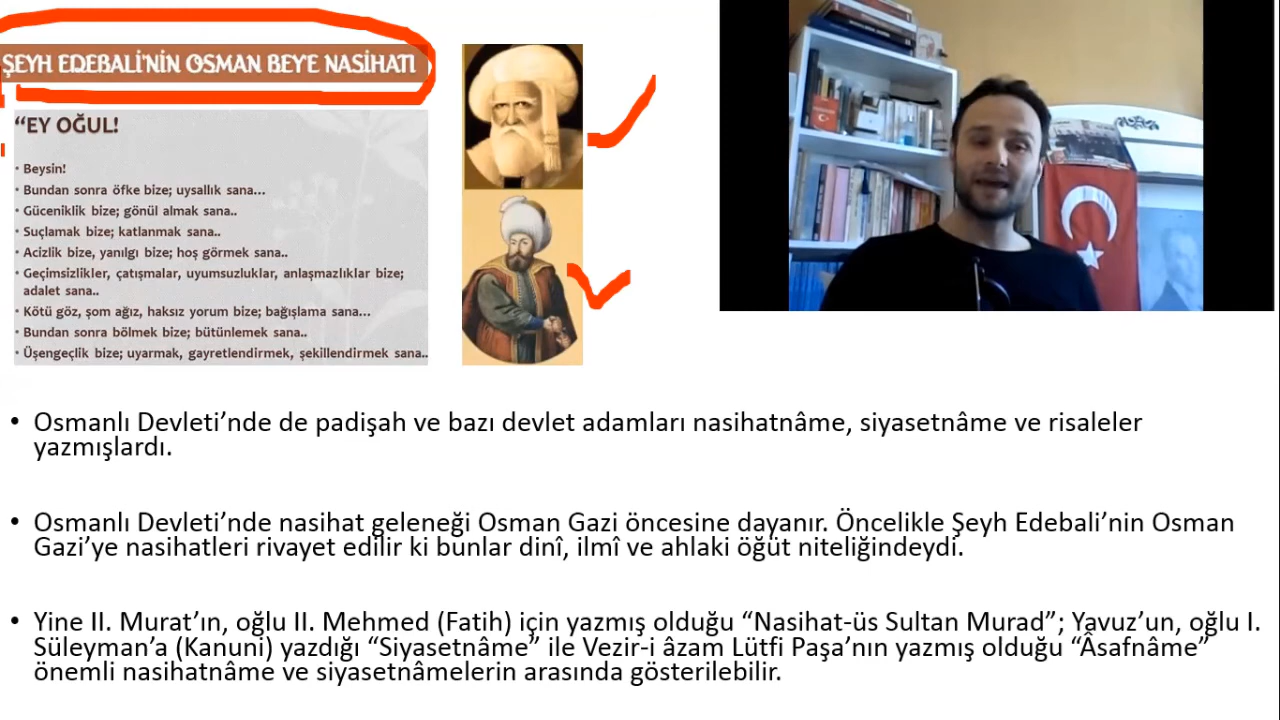 ŞEYH EDEBALİ'NİN OSMAN BEY'E NASİHATI
“EY OĞUL!
• Beysin!
• Bundan sonra öfke bize; uysallık sana...
• Güceniklik bize; gönül almak sana..
• Suçlamak bize; katlanmak sana..
• Acizlik bize, yanılgı bize; hoş görmek sana..
• Geçimsizlikler, çatışmalar, uyumsuzluklar, anlaşmazlıklar bize;
adalet sana..
• Kötü göz, şom ağız, haksız yorum bize; bağışlama sana...
• Bundan sonra bölmek bize; bütünlemek sana..
• Üşengeçlik bize; uyarmak, gayretlendirmek, şekillendirmek sana..
• Osmanlı Devleti’nde de padişah ve bazı devlet adamları nasihatnâme, siyasetnâme ve risaleler
yazmışlardı.
• Osmanlı Devleti’nde nasihat geleneği Osman Gazi öncesine dayanır. Öncelikle Şeyh Edebali’nin Osman
Gazi’ye nasihatleri rivayet edilir ki bunlar dinî, ilmî ve ahlaki öğüt niteliğindeydi.
• Yine II. Murat’ın, oğlu II. Mehmed (Fatih) için yazmış olduğu “Nasihat-üs Sultan Murad”; Yavuz’un, oğlu I.
Süleyman’a (Kanuni) yazdığı “Siyasetnâme” ile Vezir-i âzam Lütfi Paşa’nın yazmış olduğu “Âsafnâme”
önemli nasihatnâme ve siyasetnâmelerin arasında gösterilebilir.